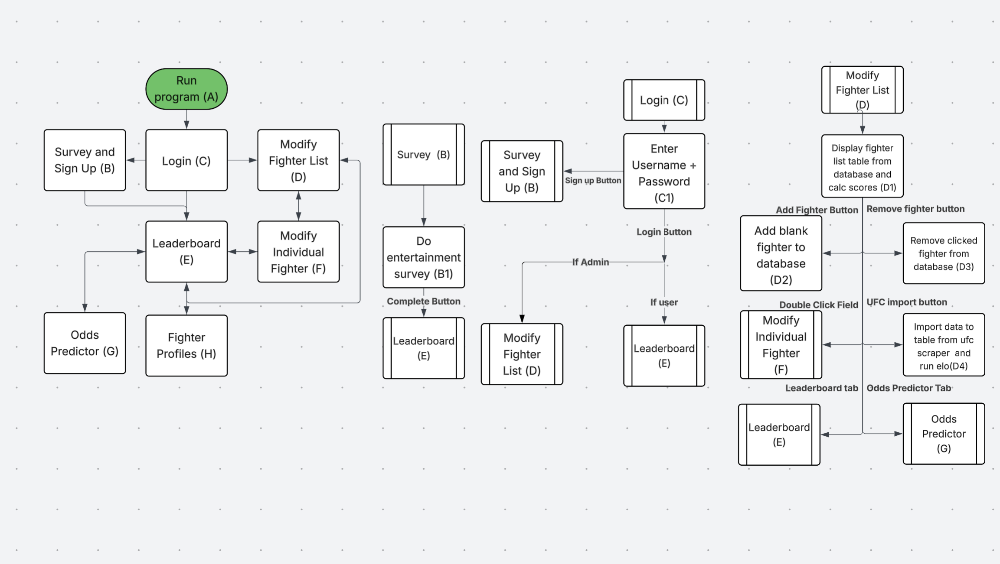 Run
program (A)
Survey and
Sign Up (B)
Login (C)
Modify
Fighter List
(D)
Leaderboard
(E)
Modify
Individual
Fighter (F)
Odds
Predictor (G)
Fighter
Profiles (H)
Survey (B)
Do
entertainment
survey (B1)
Complete Button
Leaderboard
(E)
Login (C)
Enter
Username +
Password
(C1)
Sign up Button
Survey
and Sign
Up (B)
Login Button
If Admin
If user
Modify
Fighter
List (D)
Leaderboard
(E)
Modify
Fighter List
(D)
Display fighter
list table from
database and
calc scores (D1)
Add Fighter Button
Remove fighter button
Add blank
fighter to
database
(D2)
Remove clicked
fighter from
database (D3)
Double Click Field
UFC import button
Modify
Individual
Fighter
(F)
Import data to
table from ufc
scraper and
run elo(D4)
Leaderboard tab
Odds Predictor Tab
Leaderboard
(E)
Odds
Predictor
(G)